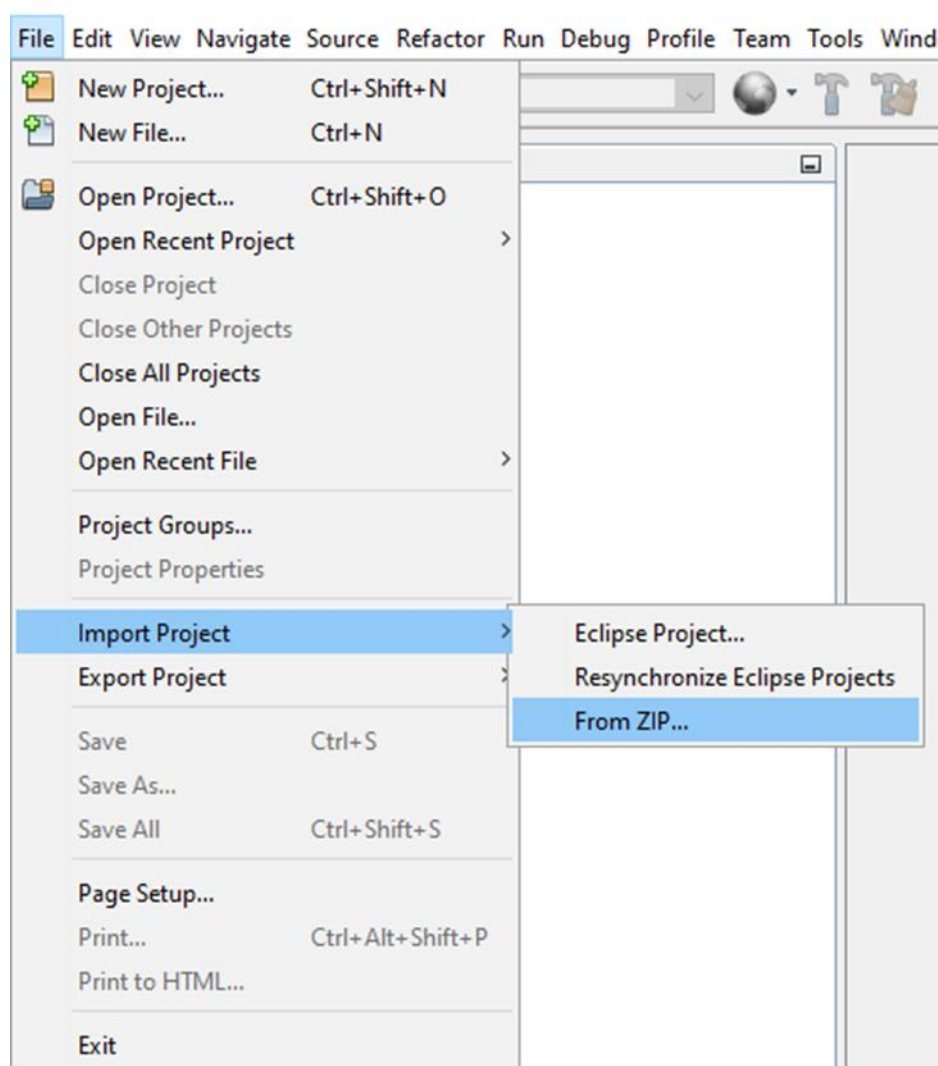 File Edit View Navigate Source Refactor Run Debug Profile Team Tools Wind
New Project... Ctrl+Shift+N
New File... Ctrl+N
Open Project... Ctrl+Shift+O
Open Recent Project
Close Project
Close Other Projects
Close All Projects
Open File...
Open Recent File
Project Groups...
Project Properties
Import Project
Eclipse Project...
Export Project
Resynchronize Eclipse Projects
From ZIP...
Save Ctrl+S
Save As...
Save All Ctrl+Shift+S
Page Setup...
Print... Ctrl+Alt+Shift+P
Print to HTML...
Exit